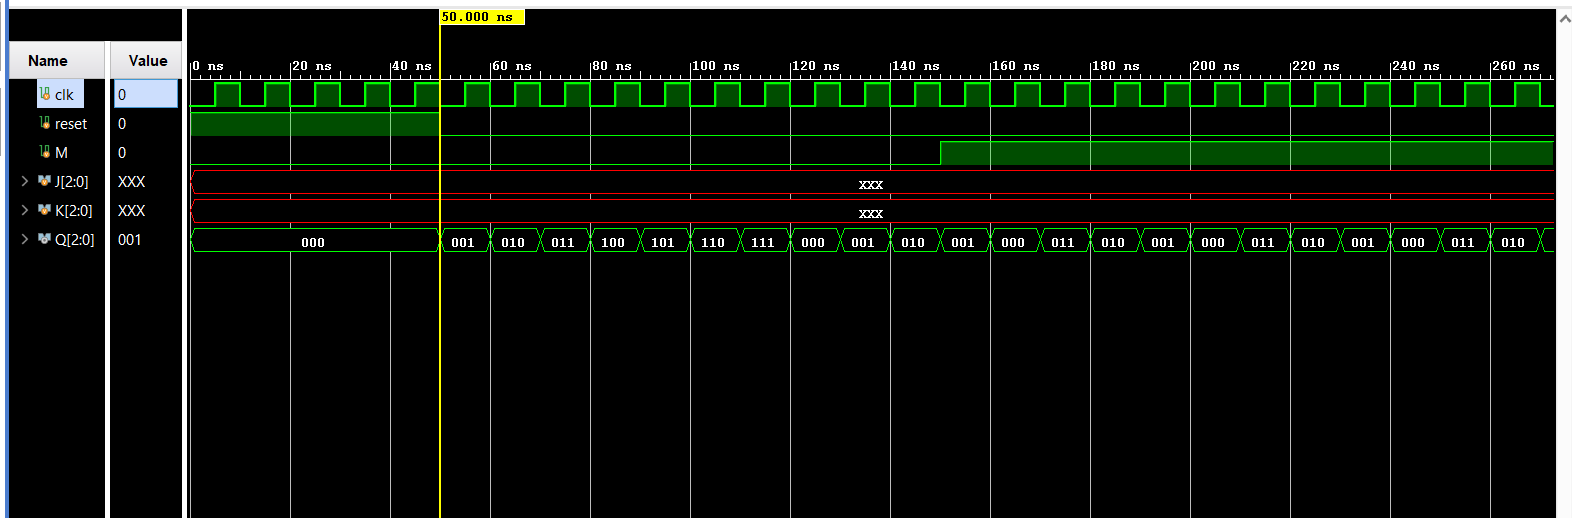 50.000 ns
Name Value
0 ns 20 ns 40 ns 60 ns 80 ns 100 ns 120 ns 140 ns 160 ns 180 ns 200 ns 220 ns 240 ns 260 ns
clk 0
reset 0
M 0
J[2:0] XXX XXX
K[2:0] XXX XXX
Q[2:0] 001 000 001 010 011 100 101 110 111 000 001 010 001 000 011 010 001 000 011 010 001 000 011 010